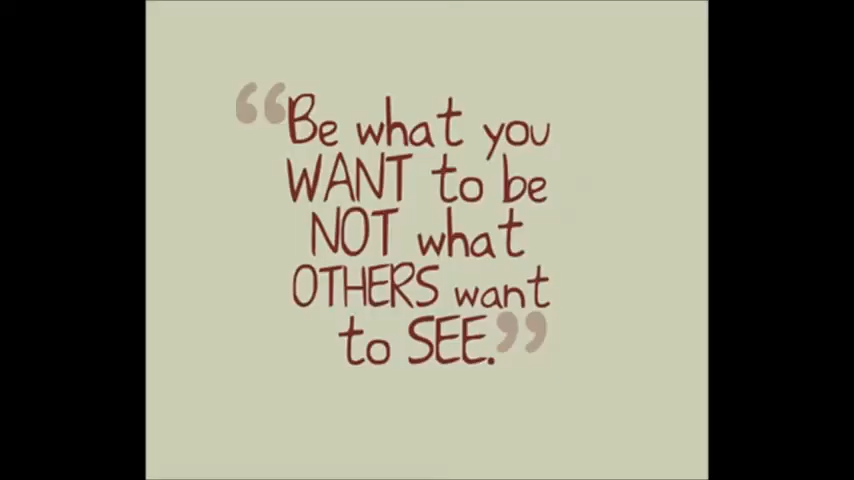 “Be what you
WANT to be
NOT what
OTHERS want
to SEE.”